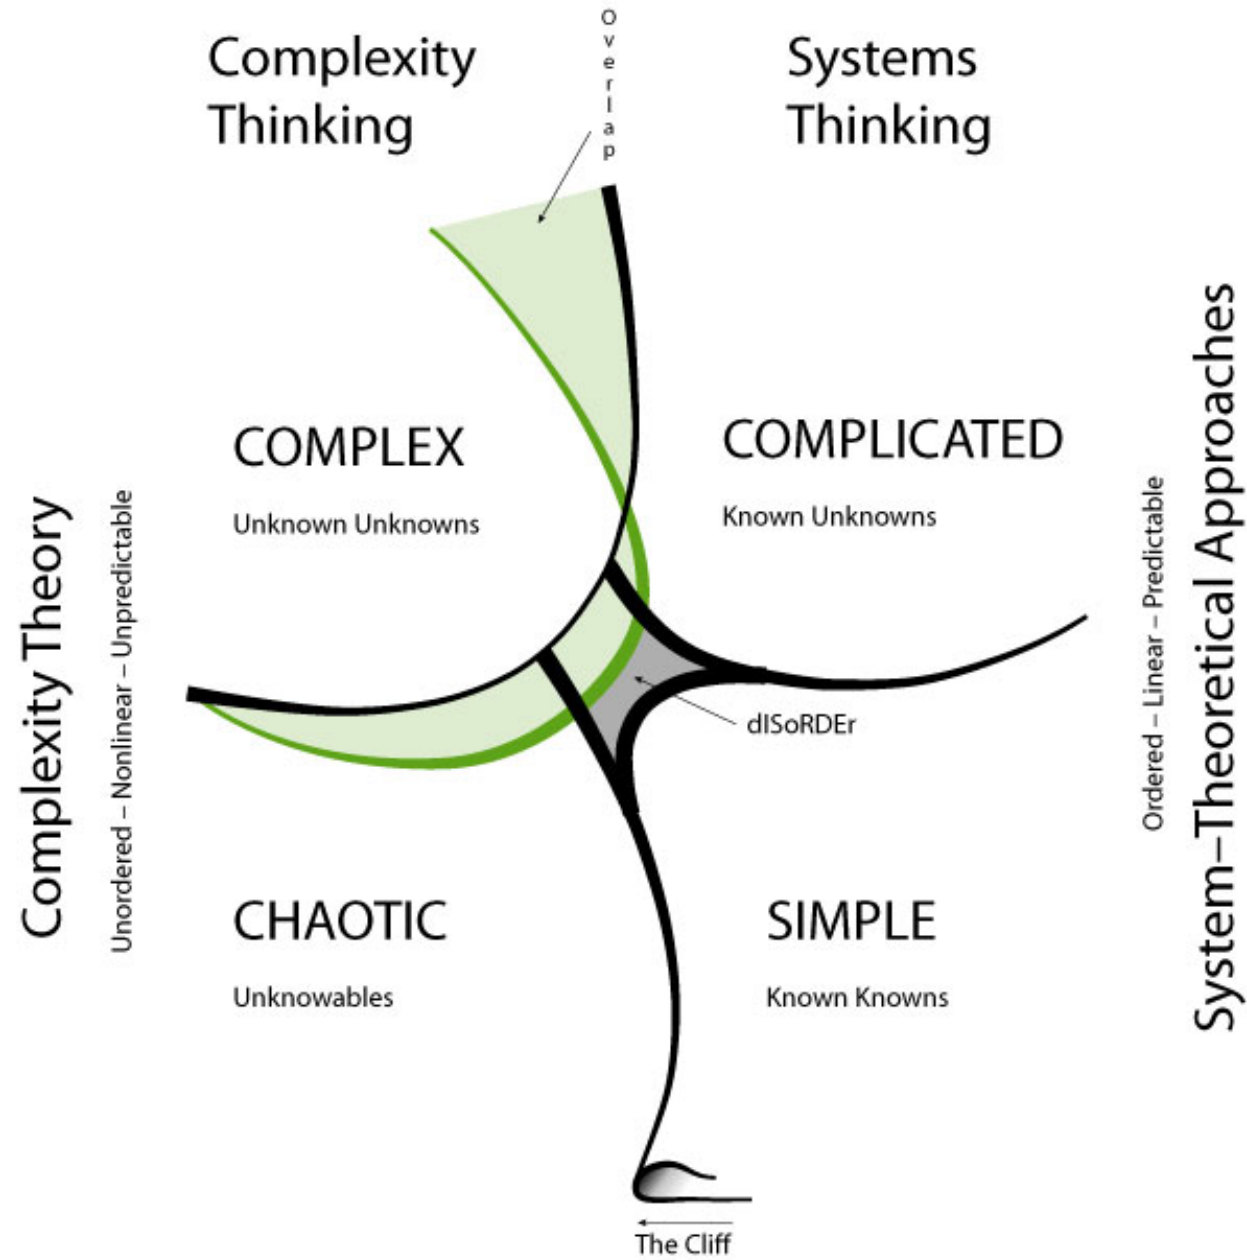 Complexity
Thinking
Overlap
Systems
Thinking
COMPLEX
Unknown Unknowns
COMPLICATED
Known Unknowns
Complexity Theory
Unordered – Nonlinear – Unpredictable
Ordered – Linear – Predictable
System–Theoretical Approaches
dISoRDEr
CHAOTIC
Unknowables
SIMPLE
Known Knowns
The Cliff